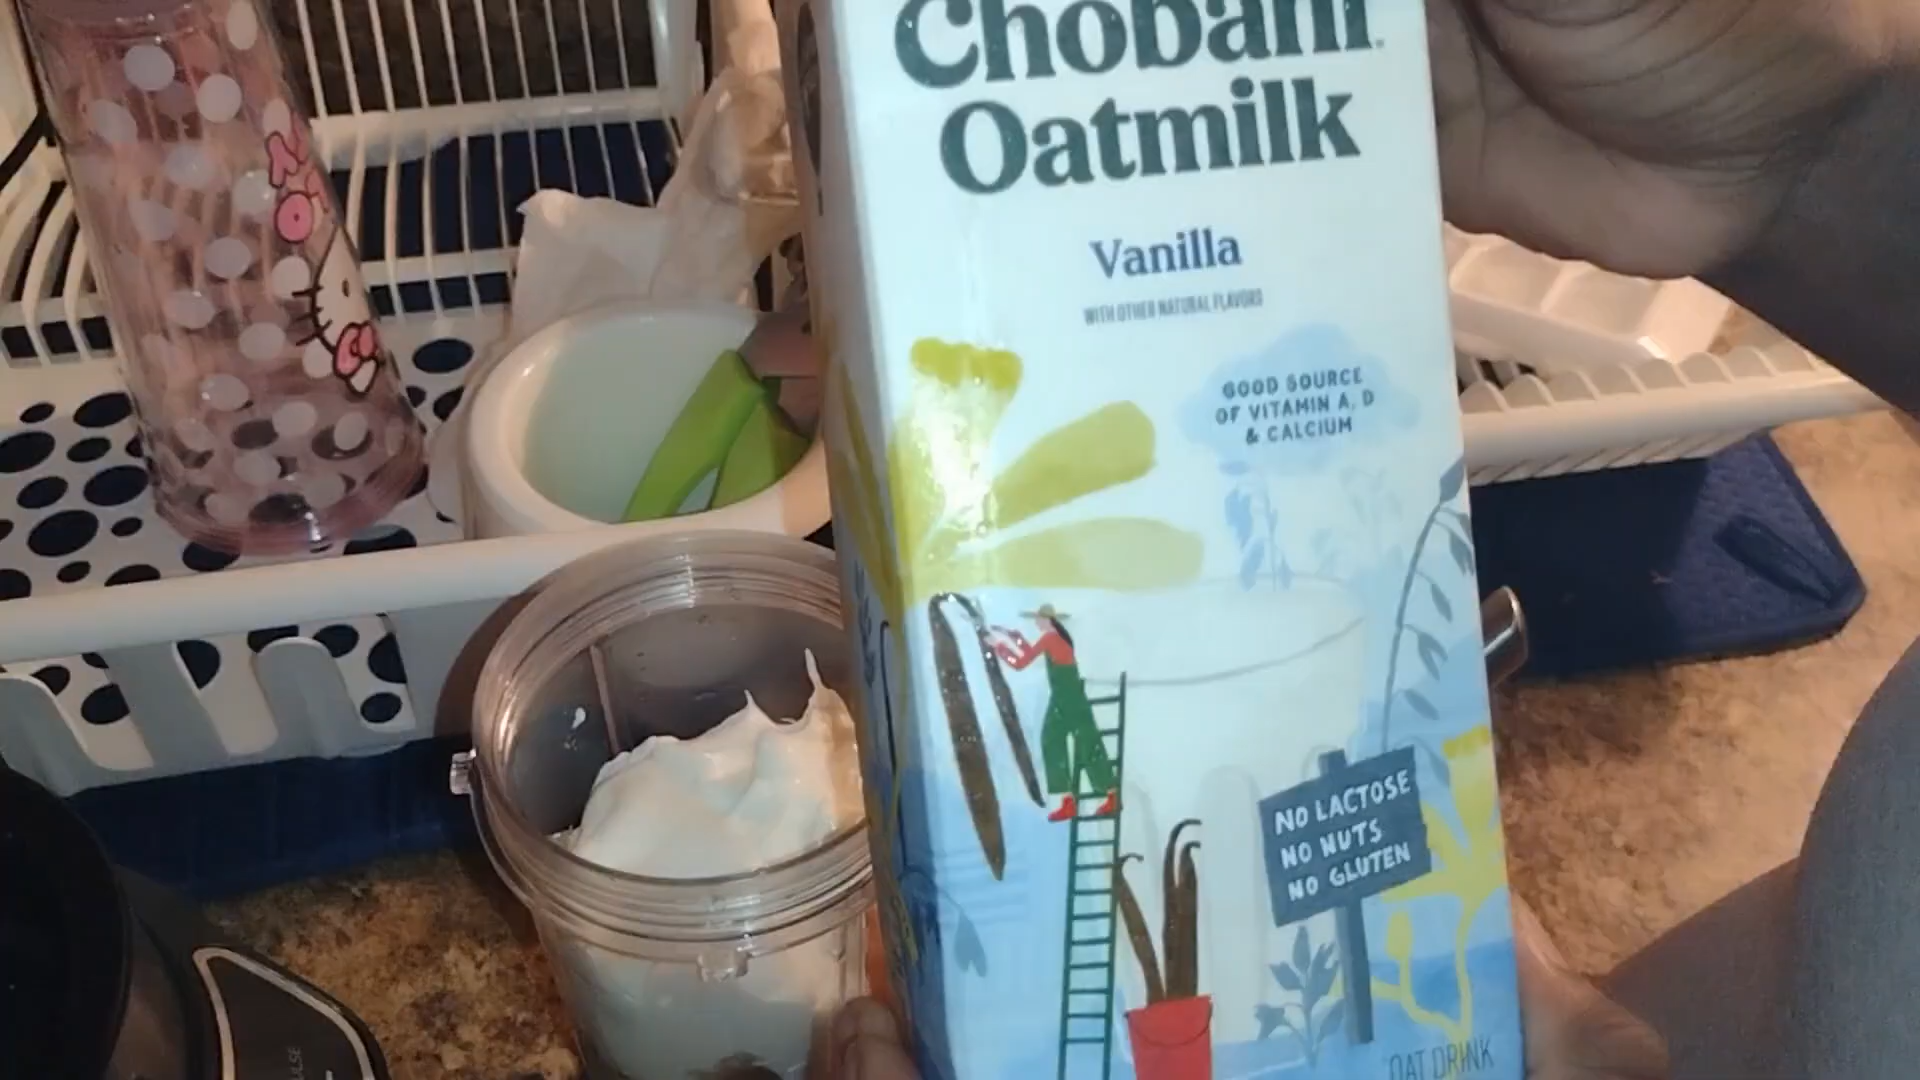 Chobani
Oatmilk
Vanilla
WITH OTHER NATURAL FLAVORS
GOOD SOURCE
OF VITAMIN A, D
& CALCIUM
NO LACTOSE
NO NUTS
NO GLUTEN
OAT DRINK